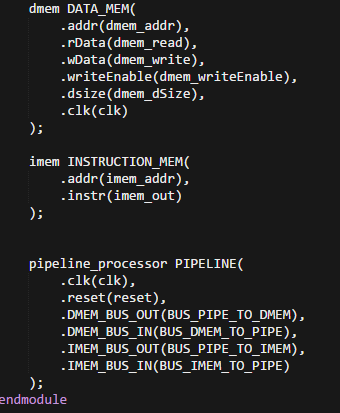 dmem DATA_MEM(
.addr(dmem_addr),
.rData(dmem_read),
.wData(dmem_write),
.writeEnable(dmem_writeEnable),
.dsize(dmem_dSize),
.clk(clk)
);
imem INSTRUCTION_MEM(
.addr(imem_addr),
.instr(imem_out)
);
pipeline_processor PIPELINE(
.clk(clk),
.reset(reset),
.DMEM_BUS_OUT(BUS_PIPE_TO_DMEM),
.DMEM_BUS_IN(BUS_DMEM_TO_PIPE),
.IMEM_BUS_OUT(BUS_PIPE_TO_IMEM),
.IMEM_BUS_IN(BUS_IMEM_TO_PIPE)
);
endmodule